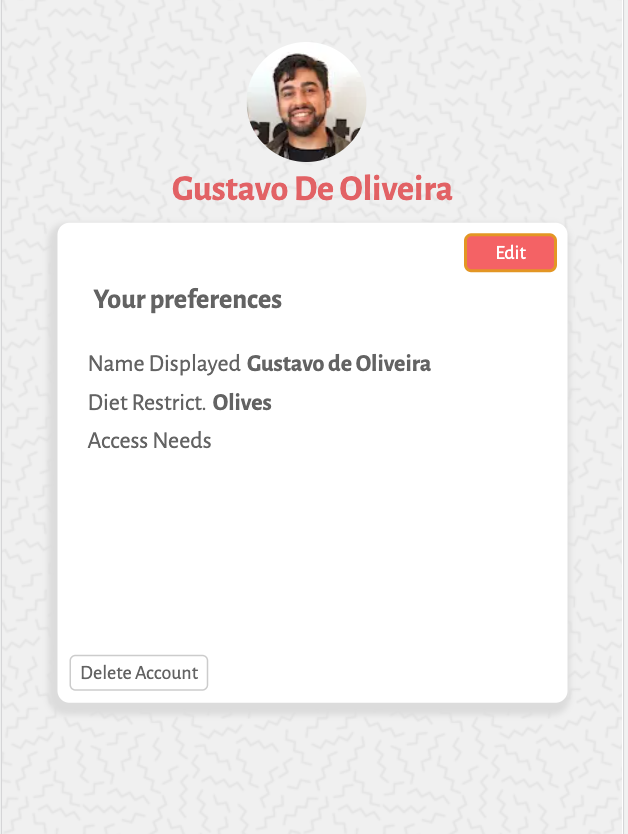 Gustavo De Oliveira
Edit
Your preferences
Name Displayed Gustavo de Oliveira
Diet Restrict. Olives
Access Needs
Delete Account